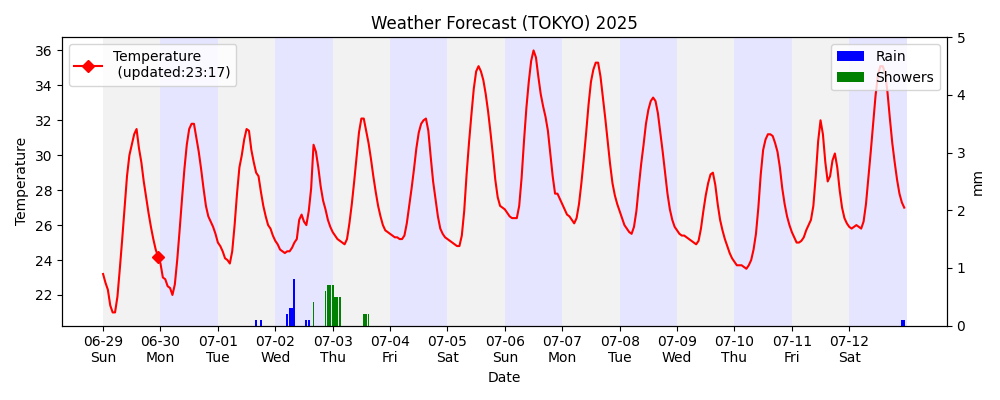 Weather Forecast (TOKYO) 2025
Temperature
(updated:23:17)
Rain
Showers
36
34
32
30
28
26
24
22
Temperature
5
4
3
2
1
0
mm
06-29 06-30 07-01 07-02 07-03 07-04 07-05 07-06 07-07 07-08 07-09 07-10 07-11 07-12
Sun Mon Tue Wed Thu Fri Sat Sun Mon Tue Wed Thu Fri Sat
Date